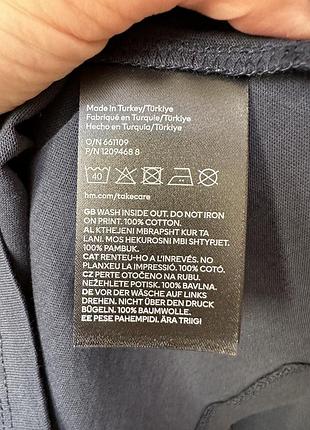 Made in Turkey/Türkiye
Fabriqué en Turquie/Türkiye
Hecho en Turquía/Türkiye
O/N 661109
P/N 1209468 8
40
hm.com/takecare
GB WASH INSIDE OUT. DO NOT IRON
ON PRINT. 100% COTTON.
AL KTHEJENI MBRAPSHT KUR TA
LANI. MOS HEKUROSNI MBI SHTYPJET.
100% PAMBUK.
CAT RENTEU-HO A L'INREVÉS. NO
PLANXEU LA IMPRESSIÓ. 100% COTÓ.
CZ PERTE OTOČENO NA RUBU.
NEŽEHLETE POTISK. 100% BAVLNA.
DE VOR DER WÄSCHE AUF LINKS
DREHEN. NICHT ÜBER DEN DRUCK
BÜGELN. 100% BAUMWOLLE.
EE PESE PAHEMPIDI. ÄRA TRIIGI